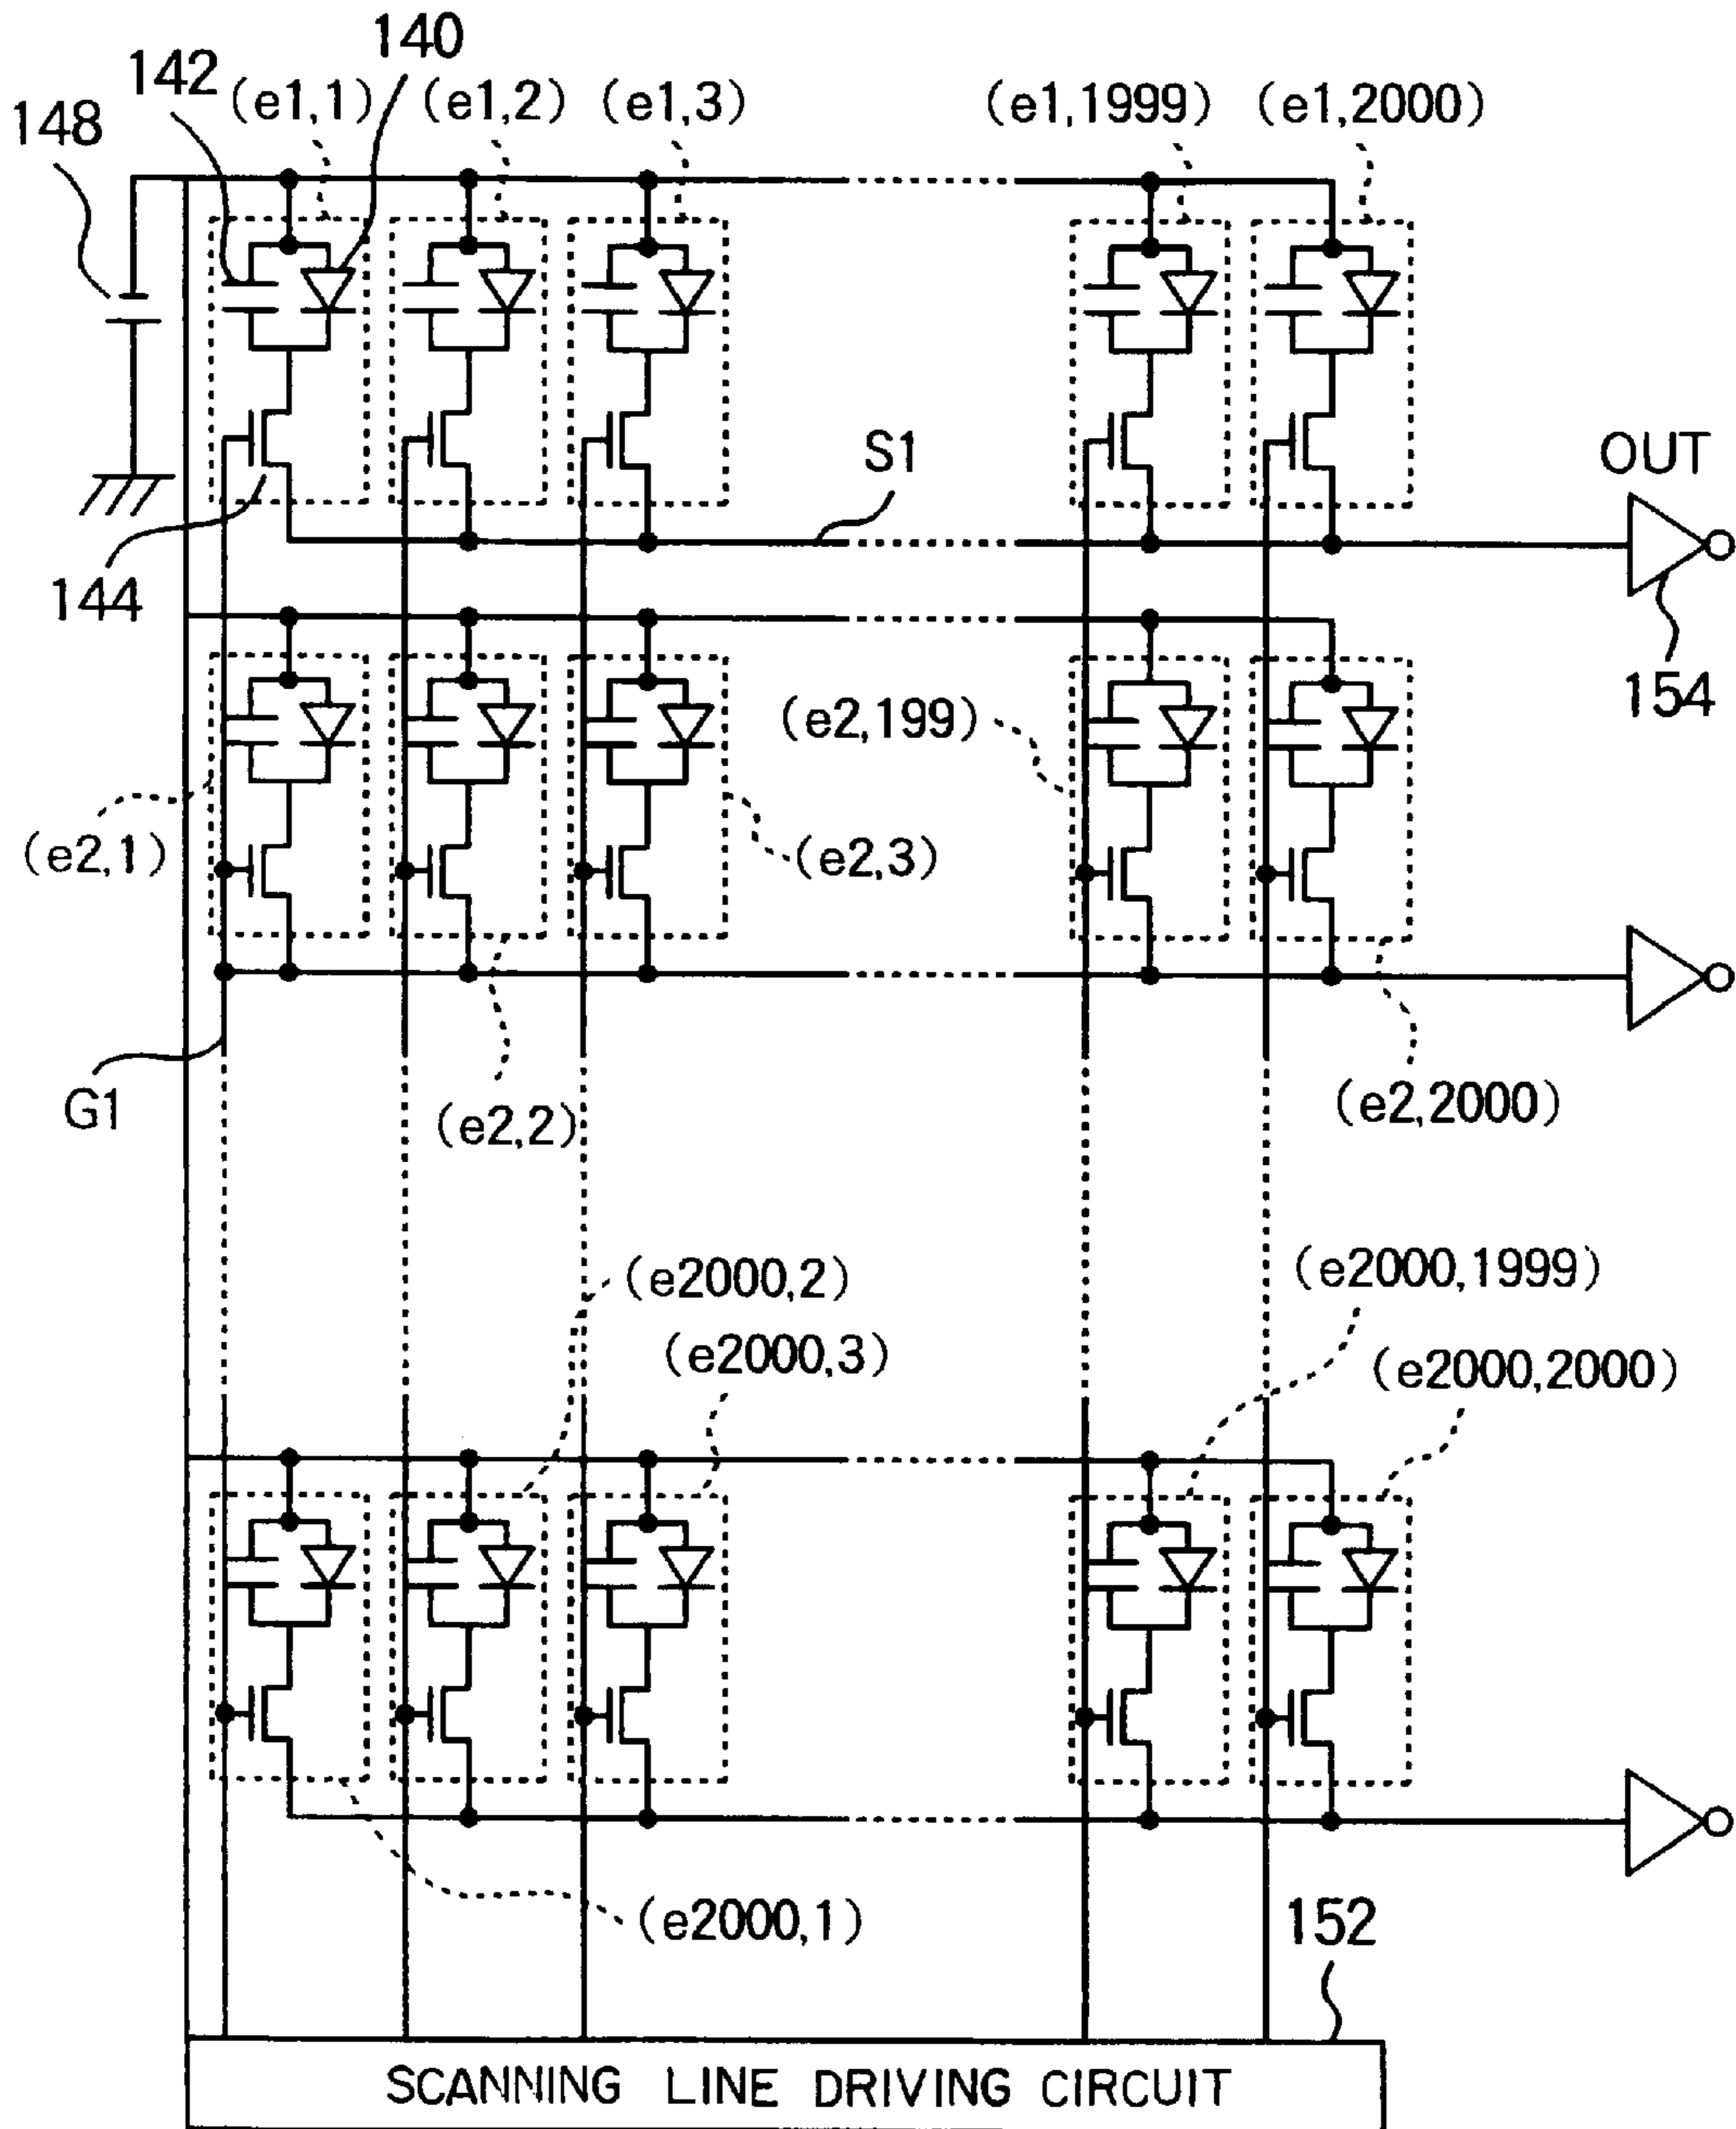 140
142
(e1,1)
(e1,2)
(e1,3)
(e1,1999)
(e1,2000)
148
S1
OUT
144
154
(e2,199)
(e2,1)
(e2,3)
G1
(e2,2)
(e2,2000)
(e2000,2)
(e2000,1999)
(e2000,3)
(e2000,2000)
(e2000,1)
152
SCANNING LINE DRIVING CIRCUIT